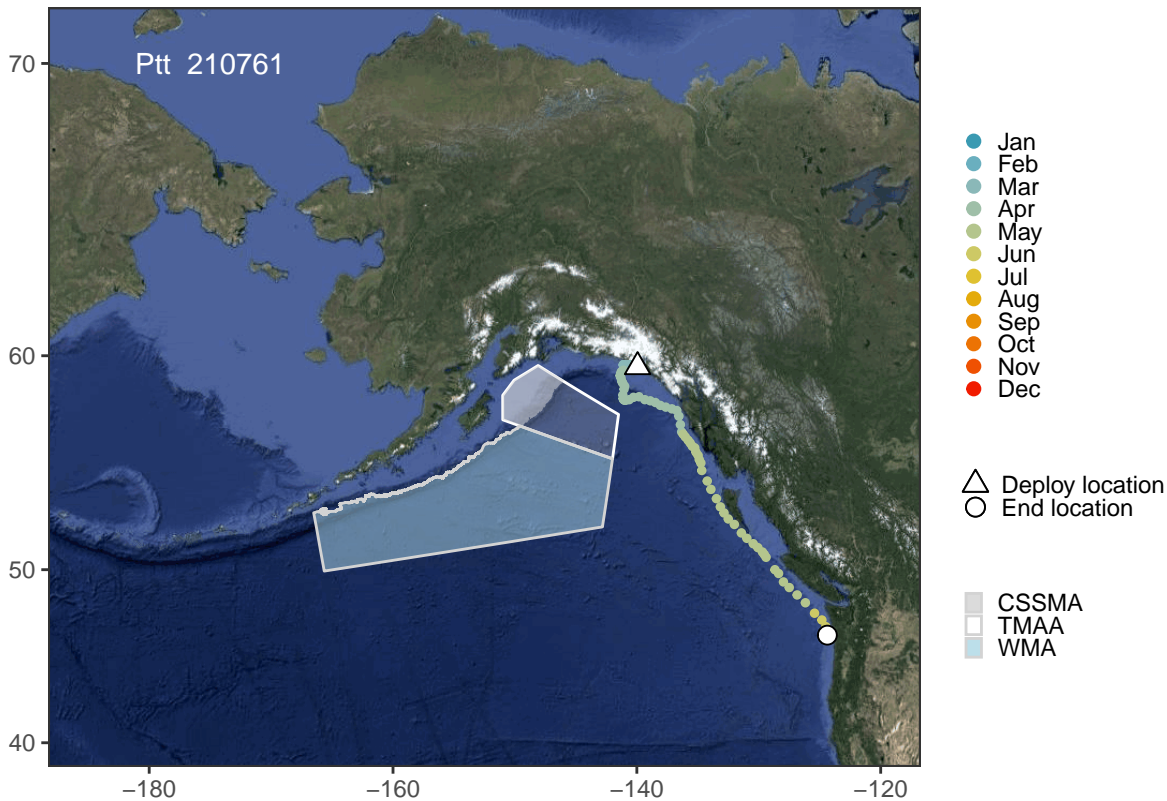 Ptt 210761
70
60
50
40
−180
−160
−140
−120
Jan
Feb
Mar
Apr
May
Jun
Jul
Aug
Sep
Oct
Nov
Dec
Deploy location
End location
CSSMA
TMAA
WMA